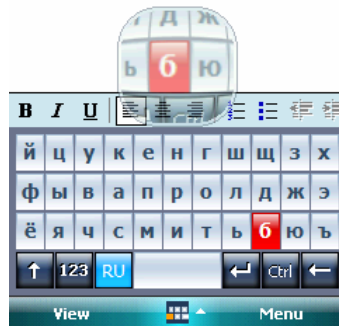 л Д Ж
ь б ю
B I U
й ц у к е н г ш щ з х
ф ы в а п р о л д ж э
ё я ч с м и т ь б ю ъ
↑ 123 RU ↵ Ctrl ←
View Menu